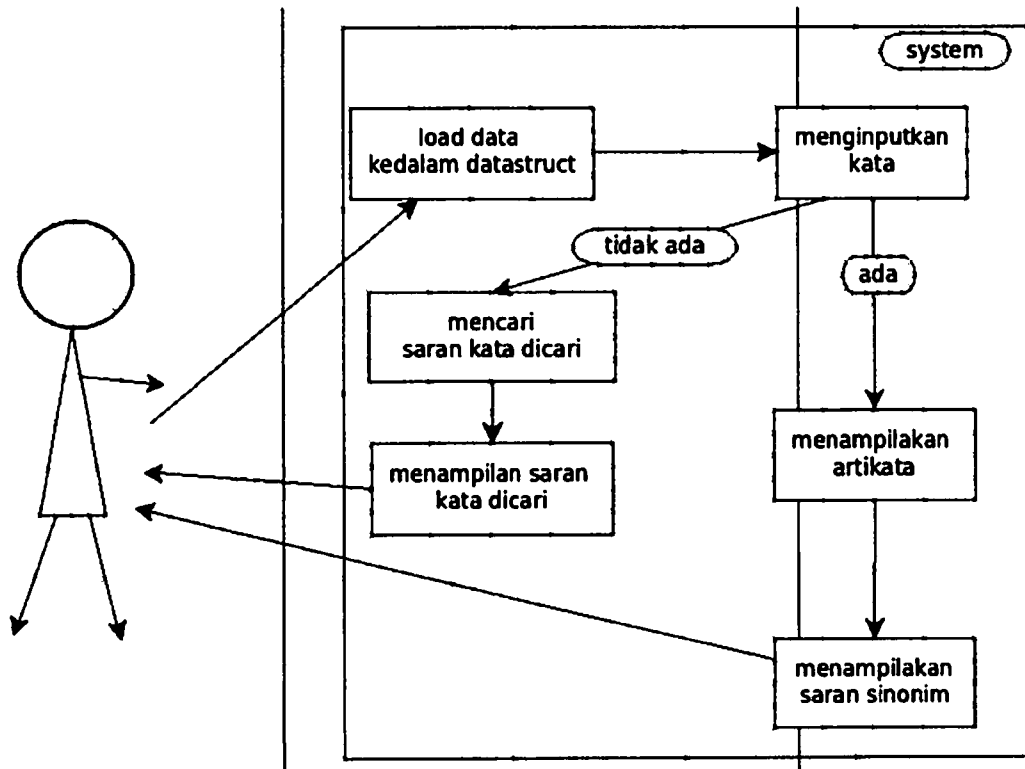 system
load data
kedalam datastruct
menginputkan
kata
tidak ada
ada
mencari
saran kata dicari
menampilakan
artikata
menampilan saran
kata dicari
menampilakan
saran sinonim